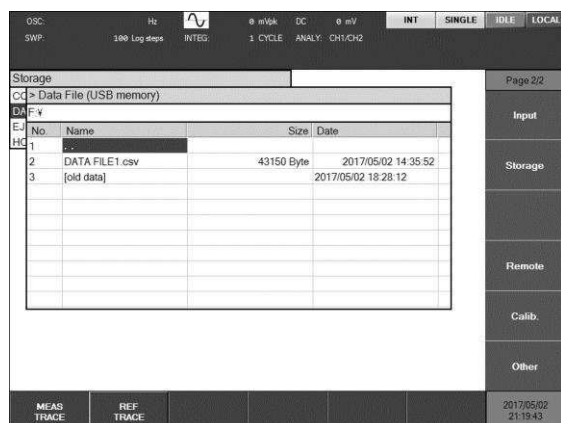 OSC: Hz 0 mVpk DC 0 mV INT SINGLE IDLE LOCAL
SWP: 100 Log steps INTEG: 1 CYCLE ANALY: CH1/CH2
Storage Page 2/2
> Data File (USB memory)
DA F:¥ Input
EJ No. Name Size Date
HC 1 . .
2 DATA FILE1.csv 43150 Byte 2017/05/02 14:35:52 Storage
3 [old data] 2017/05/02 18:28:12
Remote
Calib.
Other
MEAS REF 2017/05/02
TRACE TRACE 21:19:43